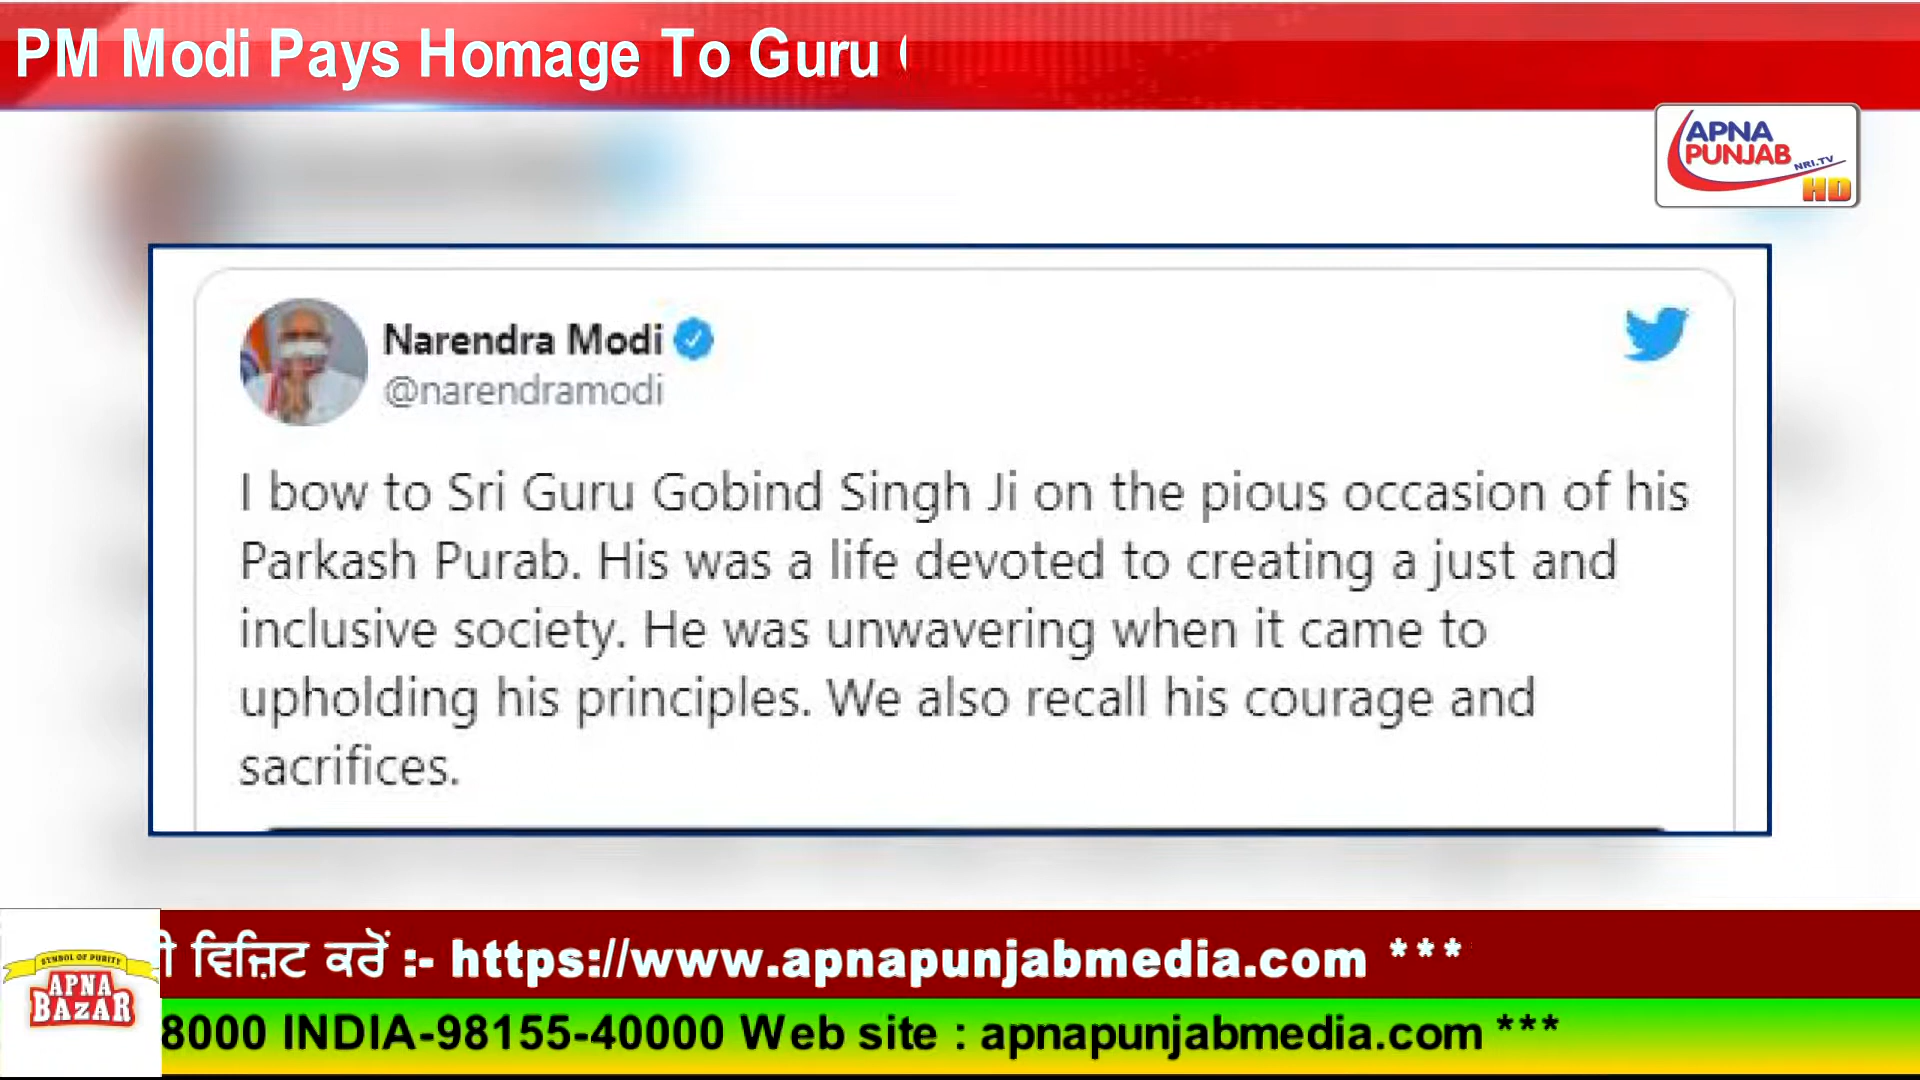 PM Modi Pays Homage To Guru
APNA
PUNJAB
NRI.TV
HD
Narendra Modi
@narendramodi
I bow to Sri Guru Gobind Singh Ji on the pious occasion of his
Parkash Purab. His was a life devoted to creating a just and
inclusive society. He was unwavering when it came to
upholding his principles. We also recall his courage and
sacrifices.
ਵਿਜ਼ਿਟ ਕਰੋਂ :- https://www.apnapunjabmedia.com ***
SYMBOL OF PURITY
APNA
BAZAR
8000 INDIA-98155-40000 Web site : apnapunjabmedia.com ***